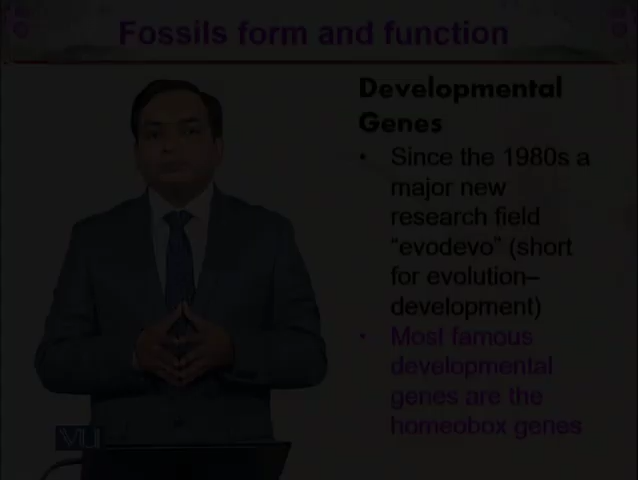 Fossils form and function
Developmental
Genes
• Since the 1980s a
major new
research field
"evodevo" (short
for evolution–
development)
• Most famous
developmental
genes are the
homeobox genes
VU